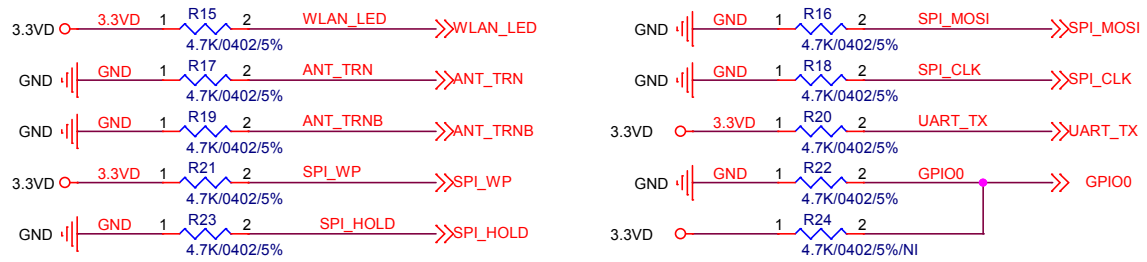 3.3VD 3.3VD 1 R15 2 WLAN_LED WLAN_LED
4.7K/0402/5%
GND GND 1 R17 2 ANT_TRN ANT_TRN
4.7K/0402/5%
GND GND 1 R19 2 ANT_TRNB ANT_TRNB
4.7K/0402/5%
3.3VD 3.3VD 1 R21 2 SPI_WP SPI_WP
4.7K/0402/5%
GND GND 1 R23 2 SPI_HOLD SPI_HOLD
4.7K/0402/5%
GND GND 1 R16 2 SPI_MOSI SPI_MOSI
4.7K/0402/5%
GND GND 1 R18 2 SPI_CLK SPI_CLK
4.7K/0402/5%
3.3VD 3.3VD 1 R20 2 UART_TX UART_TX
4.7K/0402/5%
GND GND 1 R22 2 GPIO0 GPIO0
4.7K/0402/5%
3.3VD 1 R24 2
4.7K/0402/5%/NI